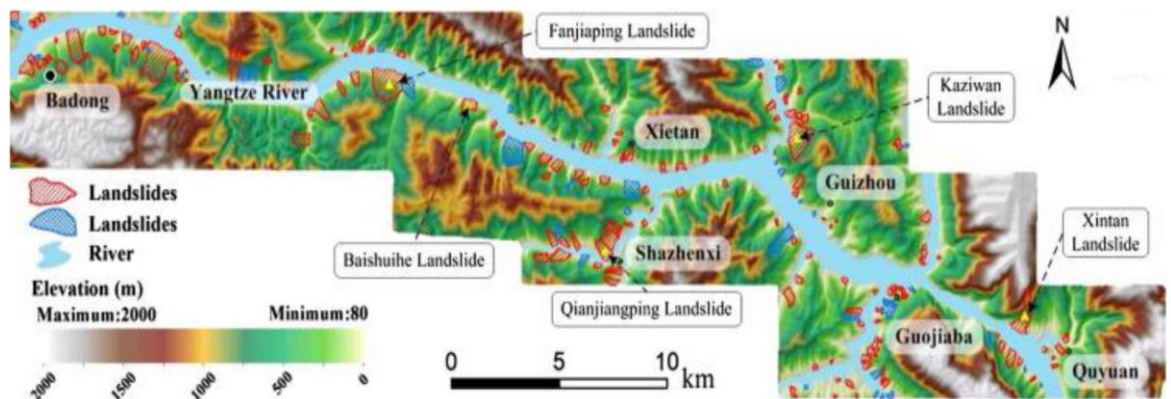 Fanjiaping Landslide
N
Kaziwan
Landslide
Badong
Yangtze River
Xietan
Guizhou
Landslides
Landslides
River
Xintan
Landslide
Baishuihe Landslide
Shazhenxi
Elevation (m)
Qianjiangping Landslide
Maximum:2000 Minimum:80
Guojiaba
Quyuan
2000 1500 1000 500 0
0 5 10 km